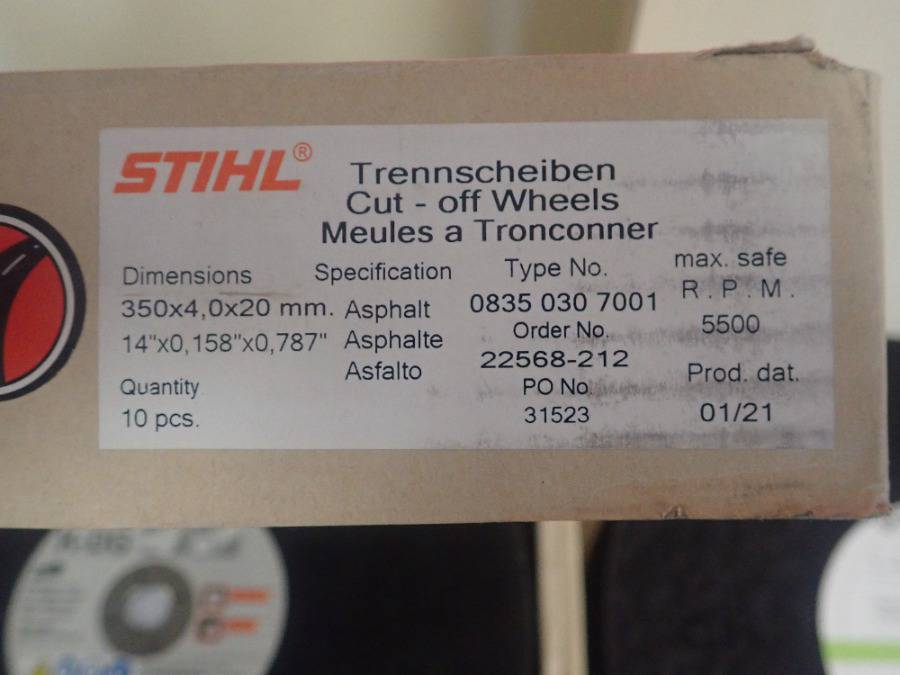 STIHL®
Trennscheiben
Cut - off Wheels
Meules a Tronconner
Dimensions
350x4,0x20 mm.
14"x0,158"x0,787"
Quantity
10 pcs.
Specification
Asphalt
Asphalte
Asfalto
Type No.
0835 030 7001
Order No.
22568-212
PO No.
31523
max. safe
R.P.M.
5500
Prod. dat.
01/21